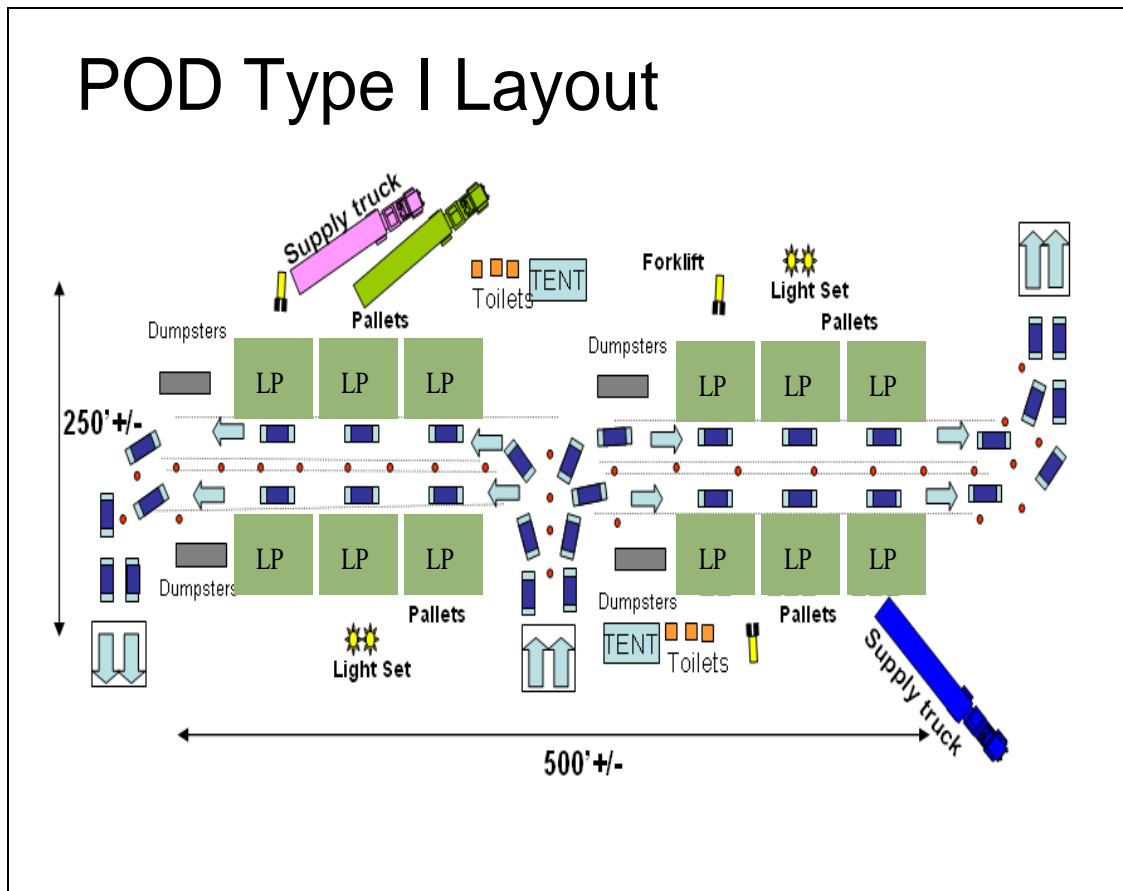 POD Type I Layout
Supply truck
Forklift
TENT
Toilets
Light Set
Pallets
Pallets
Dumpsters
Dumpsters
LP LP LP LP LP LP
250'+/-
LP LP LP LP LP LP
Dumpsters
Dumpsters
Pallets
Pallets
TENT
Toilets
Light Set
Supply truck
500'+/-